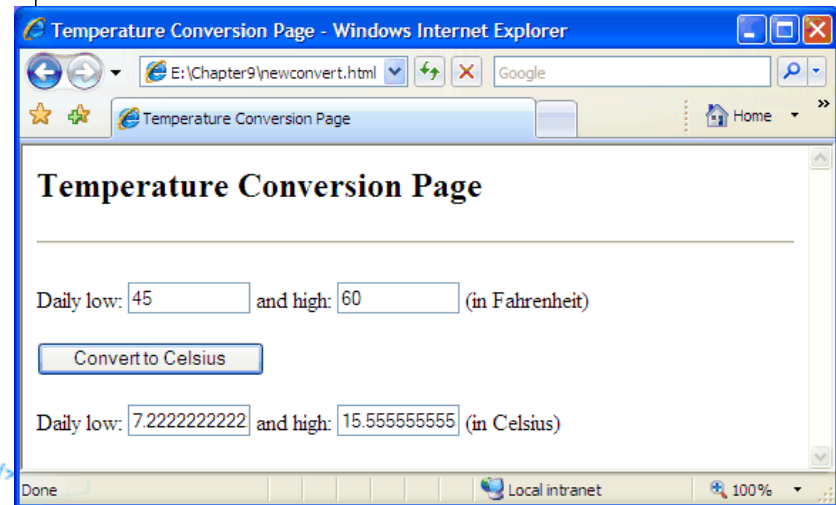 Temperature Conversion Page - Windows Internet Explorer
E:\Chapter9\newconvert.html Google
Temperature Conversion Page Home »
Temperature Conversion Page
Daily low: 45 and high: 60 (in Fahrenheit)
Convert to Celsius
Daily low: 7.2222222222 and high: 15.555555555 (in Celsius)
/>
Done Local intranet 100%